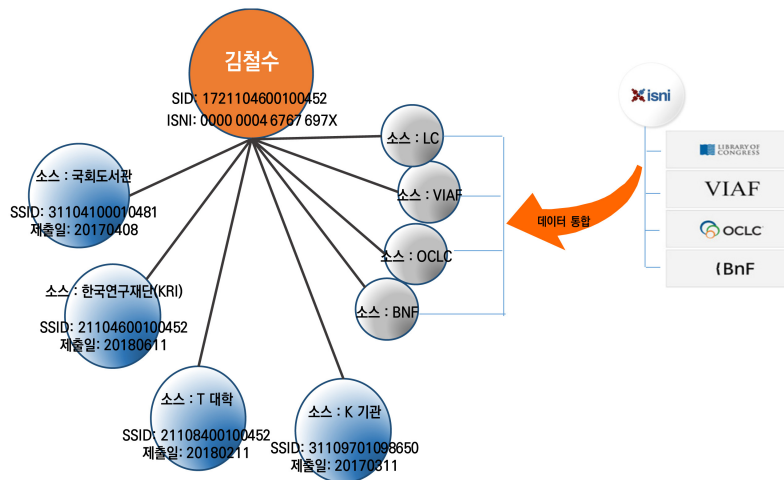 김철수
SID: 1721104600100452
ISNI: 0000 0004 6767 697X
소스 : 국회도서관
SSID: 31104100010481
제출일: 20170408
소스 : 한국연구재단(KRI)
SSID: 21104600100452
제출일: 20180611
소스 : T 대학
SSID: 21108400100452
제출일: 20180211
소스 : K 기관
SSID: 31109701098650
제출일: 20170311
소스 : LC
소스 : VIAF
소스 : OCLC
소스 : BNF
데이터 통합
isni
LIBRARY OF
CONGRESS
VIAF
OCLC
(BnF